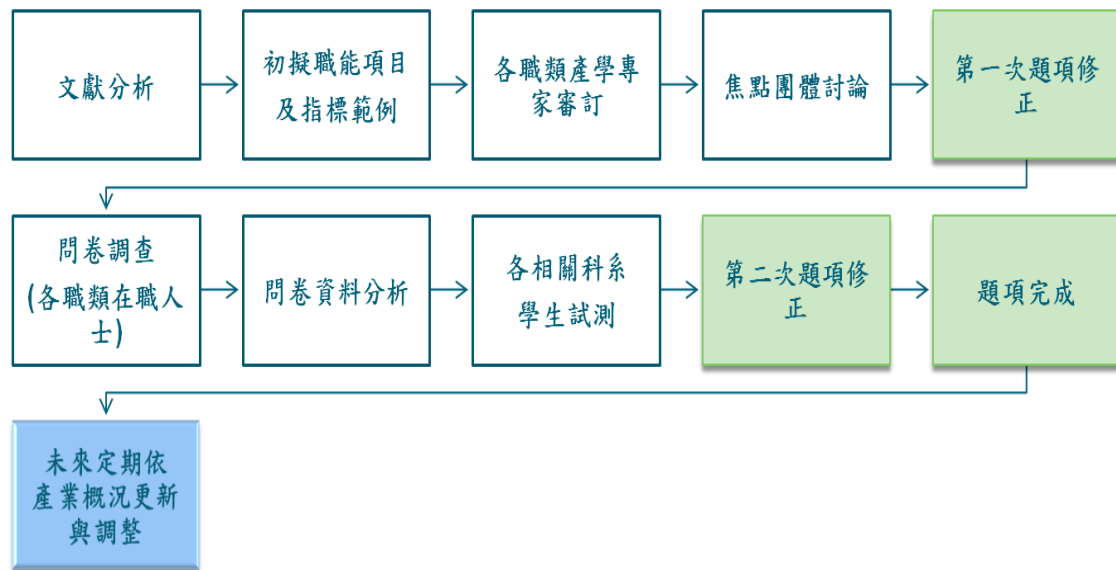 文獻分析
初擬職能項目
及指標範例
各職類產學專
家審訂
焦點團體討論
第一次題項修
正
問卷調查
(各職類在職人
士)
問卷資料分析
各相關科系
學生試測
第二次題項修
正
題項完成
未來定期依
產業概況更新
與調整